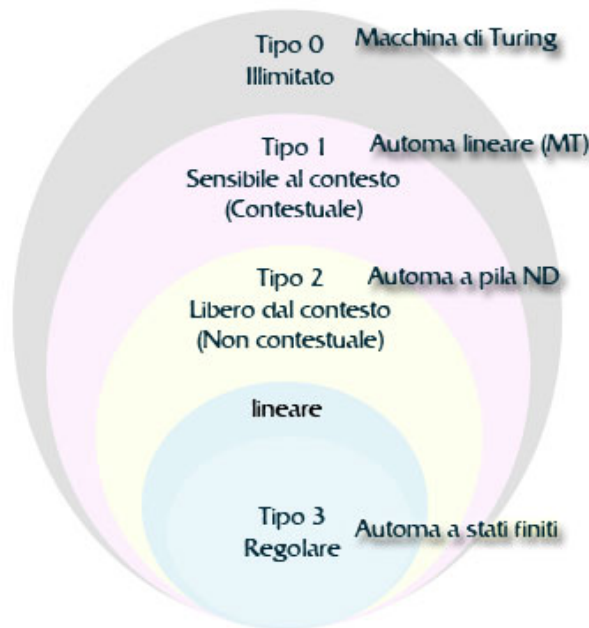 Tipo 0
Macchina di Turing
Illimitato
Tipo 1
Automa lineare (MT)
Sensibile al contesto
(Contestuale)
Tipo 2
Automa a pila ND
Libero dal contesto
(Non contestuale)
lineare
Tipo 3
Automa a stati finiti
Regolare